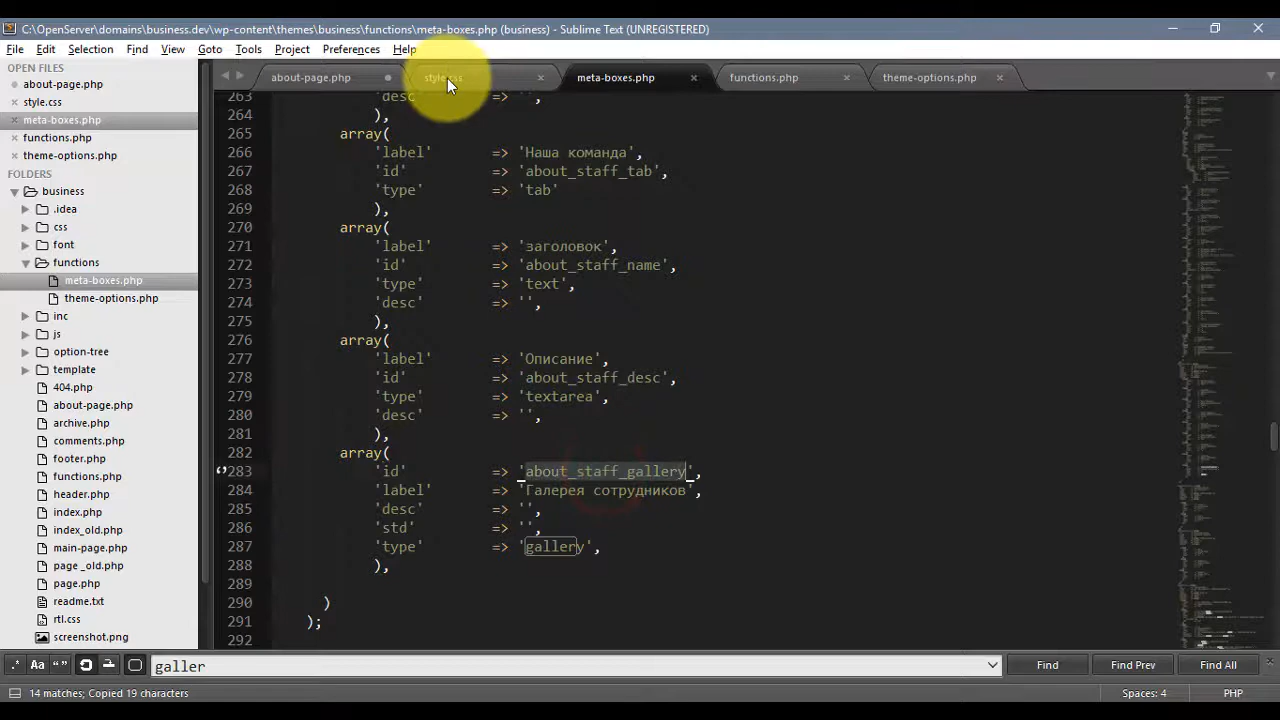 C:\OpenServer\domains\business.dev\wp-content\themes\business\functions\meta-boxes.php (business) - Sublime Text (UNREGISTERED)
File Edit Selection Find View Goto Tools Project Preferences Help
OPEN FILES
about-page.php
style.css
meta-boxes.php
functions.php
theme-options.php
FOLDERS
business
.idea
css
font
functions
meta-boxes.php
theme-options.php
inc
js
option-tree
template
404.php
about-page.php
archive.php
comments.php
footer.php
functions.php
header.php
index.php
index_old.php
main-page.php
page _old.php
page.php
readme.txt
rtl.css
screenshot.png
about-page.php style.css meta-boxes.php functions.php theme-options.php
263 'desc' => '',
264 ),
265 array(
266 'label' => 'Наша команда',
267 'id' => 'about_staff_tab',
268 'type' => 'tab'
269 ),
270 array(
271 'label' => 'заголовок',
272 'id' => 'about_staff_name',
273 'type' => 'text',
274 'desc' => '',
275 ),
276 array(
277 'label' => 'Описание',
278 'id' => 'about_staff_desc',
279 'type' => 'textarea',
280 'desc' => '',
281 ),
282 array(
283 'id' => 'about_staff_gallery',
284 'label' => 'Галерея сотрудников',
285 'desc' => '',
286 'std' => '',
287 'type' => 'gallery',
288 ),
289
290 )
291 );
292
.* Aa “” galler Find Find Prev Find All
14 matches; Copied 19 characters Spaces: 4 PHP